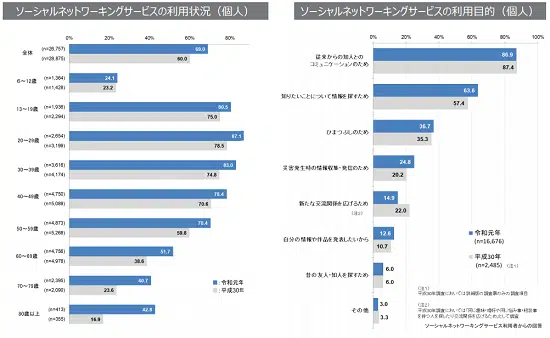 ソーシャルネットワーキングサービスの利用状況（個人）
0% 20% 40% 60% 80% 100%
全体
(n=28,875)
69.0
60.0
6～12歳
(n=1,364)
(n=1,428)
24.1
23.2
13～19歳
(n=1,938)
(n=2,294)
80.5
75.0
20～29歳
(n=2,654)
87.1
78.5
30～39歳
(n=3,616)
(n=4,174)
83.0
74.8
40～49歳
(n=5,089)
78.4
70.6
50～59歳
(n=4,873)
(n=5,268)
70.4
60～69歳
(n=4,756)
(n=4,978)
51.7
38.6
70～79歳
(n=2,395)
(n=2,090)
40.7
23.6
80歳以上
(n=413)
(n=355)
42.9
令和元年
平成30年
ソーシャルネットワーキングサービスの利用目的（個人）
0% 10% 20% 30% 40% 50% 60% 70% 80% 90% 100%
従来からの知人との
コミュニケーションのため
86.9
87.4
知りたいことについて情報を探すため
63.6
57.4
ひまつぶしのため
36.7
35.3
災害発生時の情報収集・発信のため
24.8
20.2
新たな交流関係を広げるため
14.9
22.0
自分の情報や作品を発表したいから
12.6
10.7
昔の友人・知人を探すため
6.0
6.0
その他
3.0
3.3
令和元年
(n=16,676)
平成30年
(n=2,485)
ソーシャルネットワーキングサービス利用者からの回答